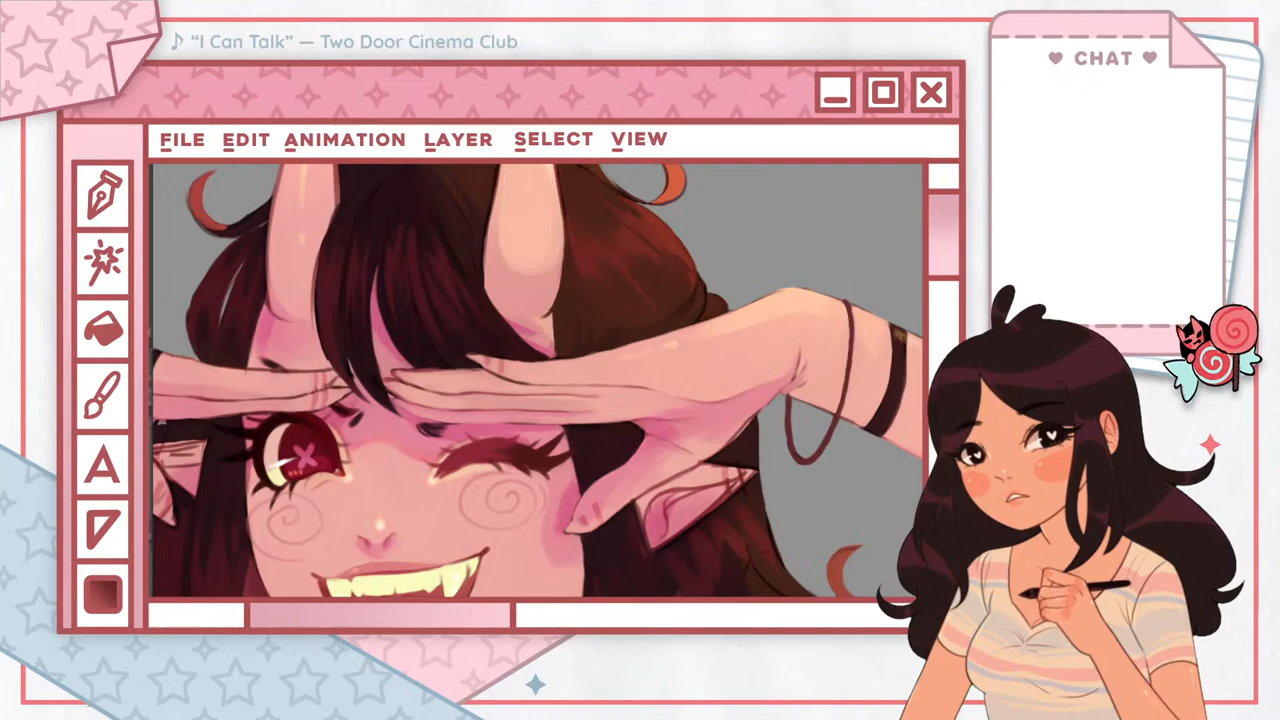 ♪ “I Can Talk” — Two Door Cinema Club
FILE EDIT ANIMATION LAYER SELECT VIEW
A
♥ CHAT ♥